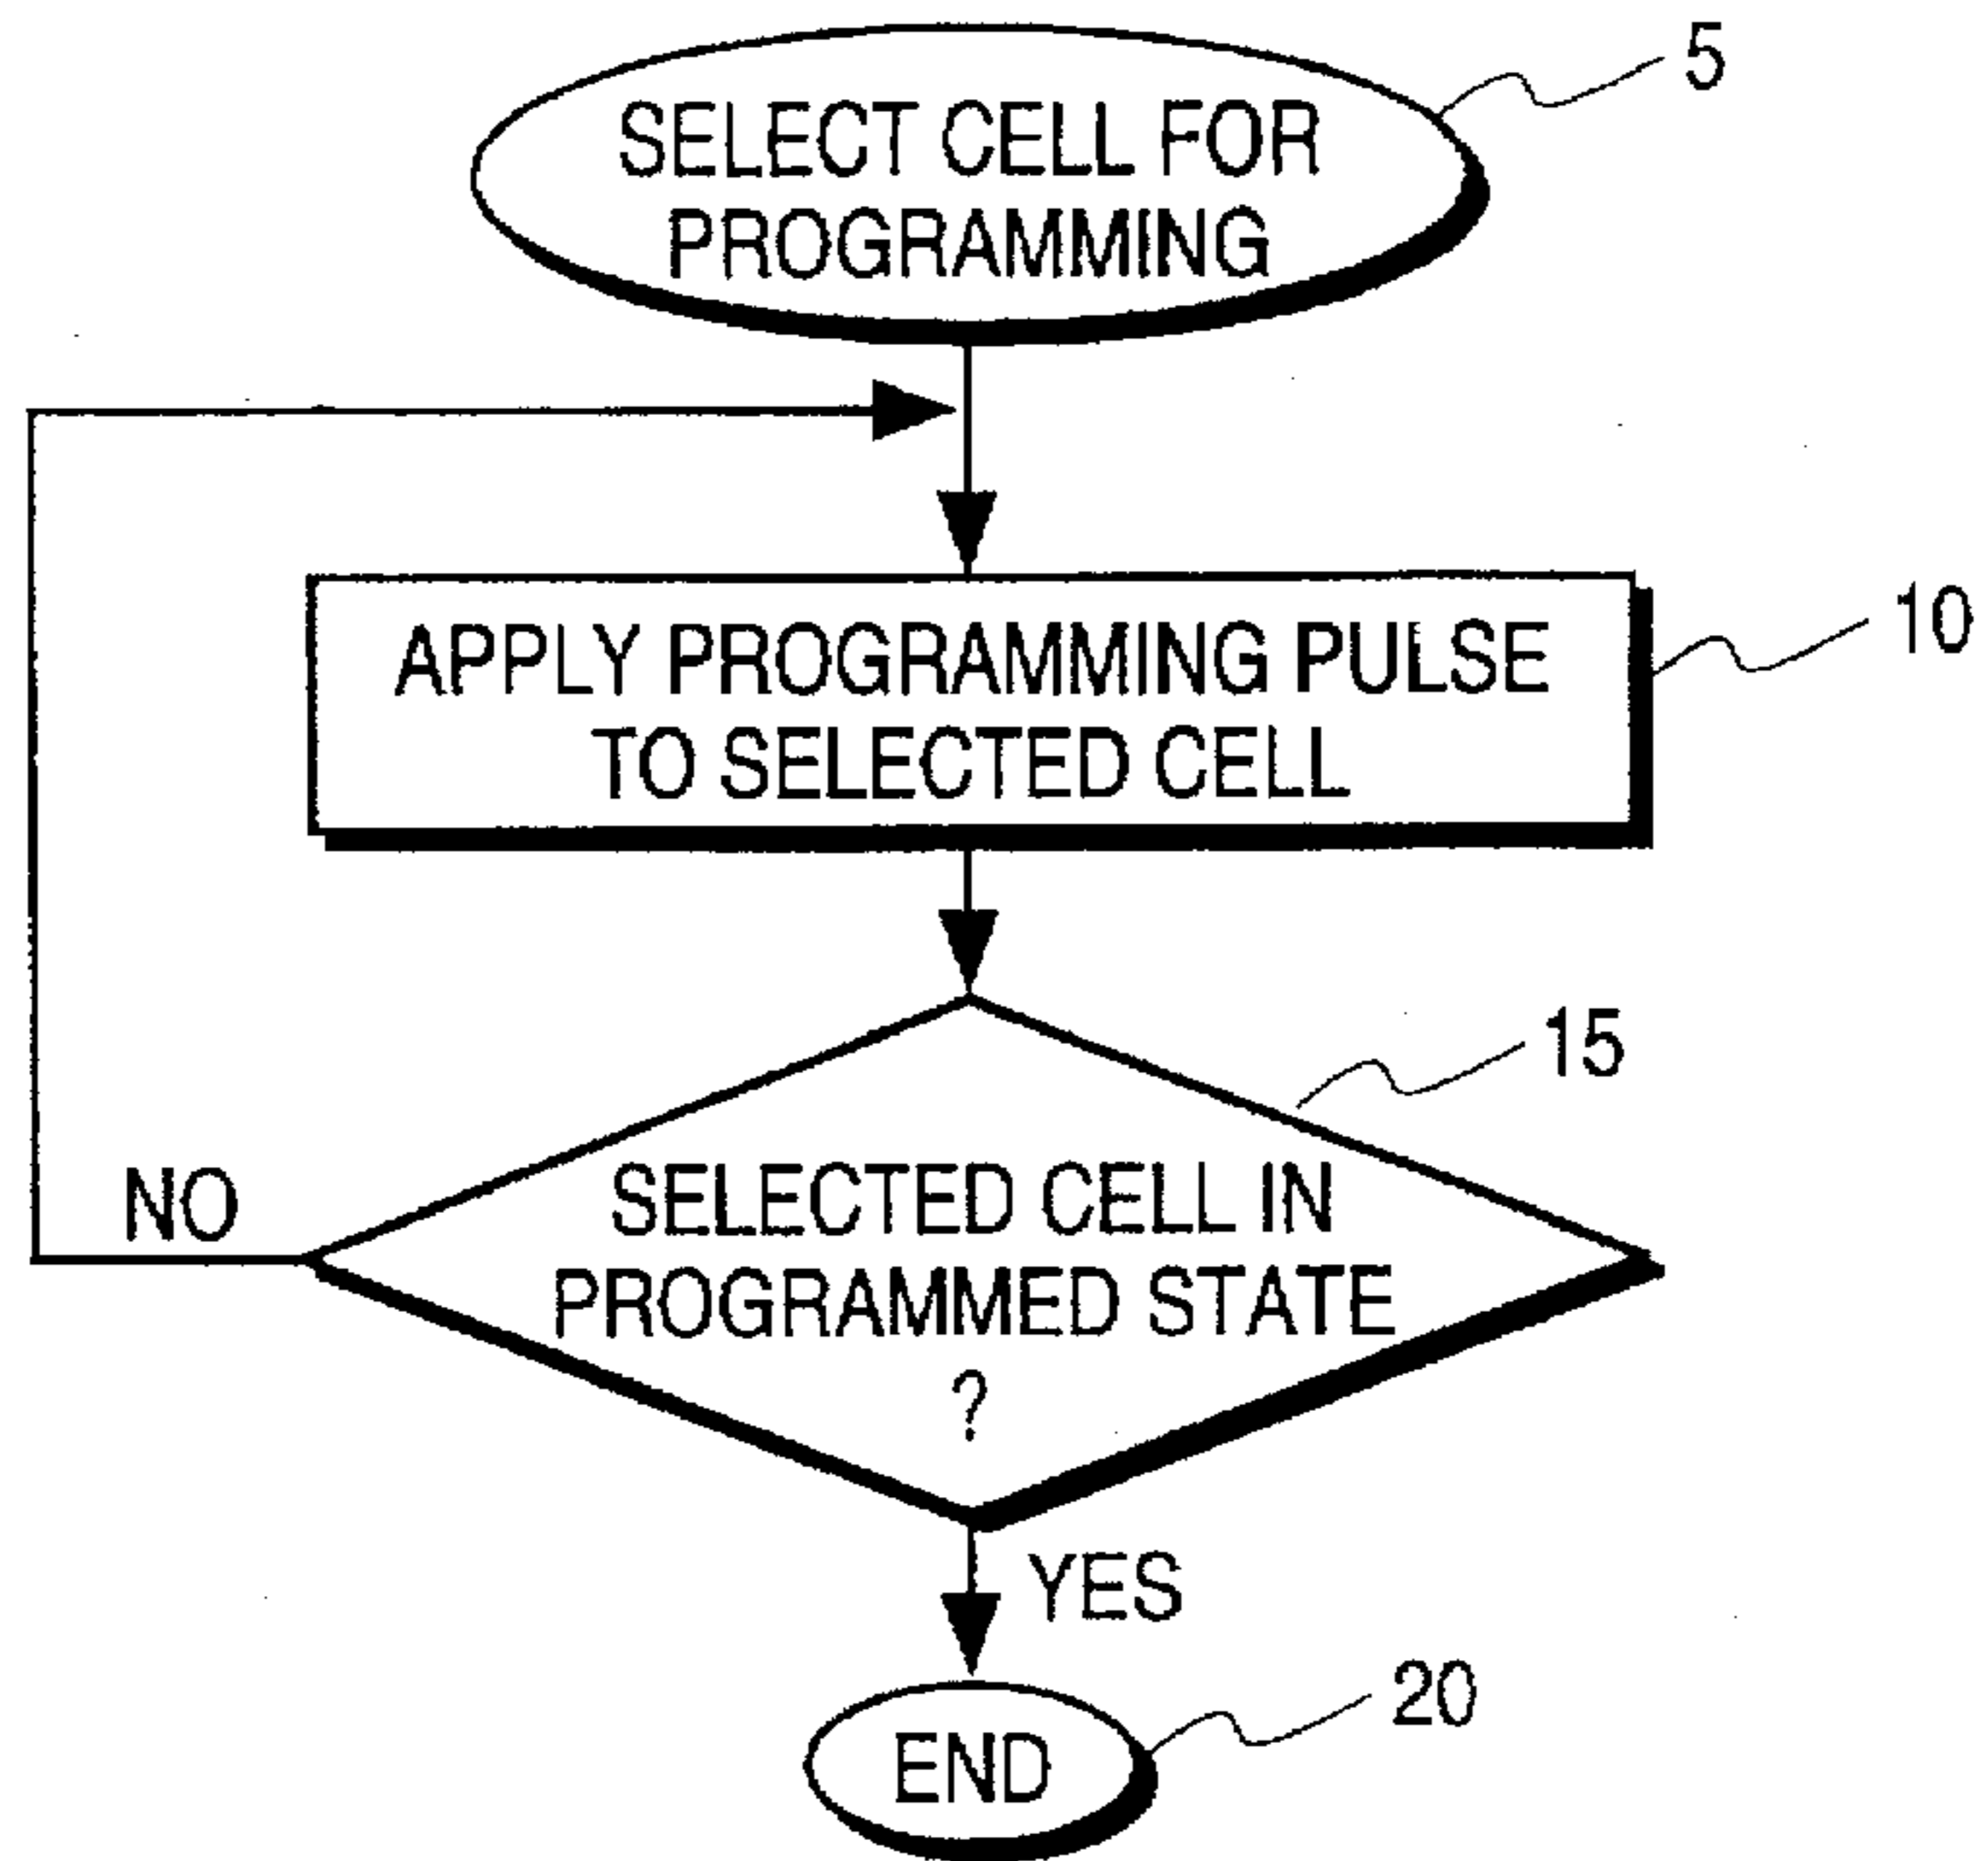 5
SELECT CELL FOR
PROGRAMMING
10
APPLY PROGRAMMING PULSE
TO SELECTED CELL
15
NO
SELECTED CELL IN
PROGRAMMED STATE
?
YES
20
END